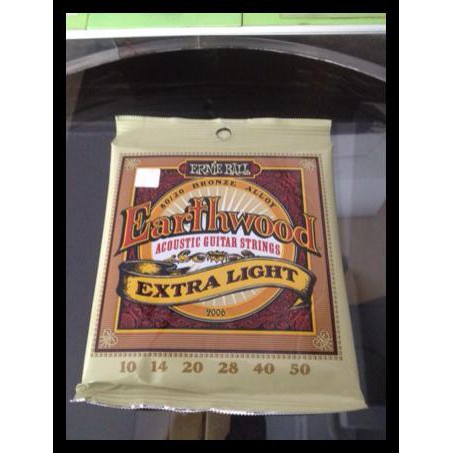 ERNIE BALL
80/20 BRONZE ALLOY
Earthwood
ACOUSTIC GUITAR STRINGS
EXTRA LIGHT
2006
10 14 20 28 40 50